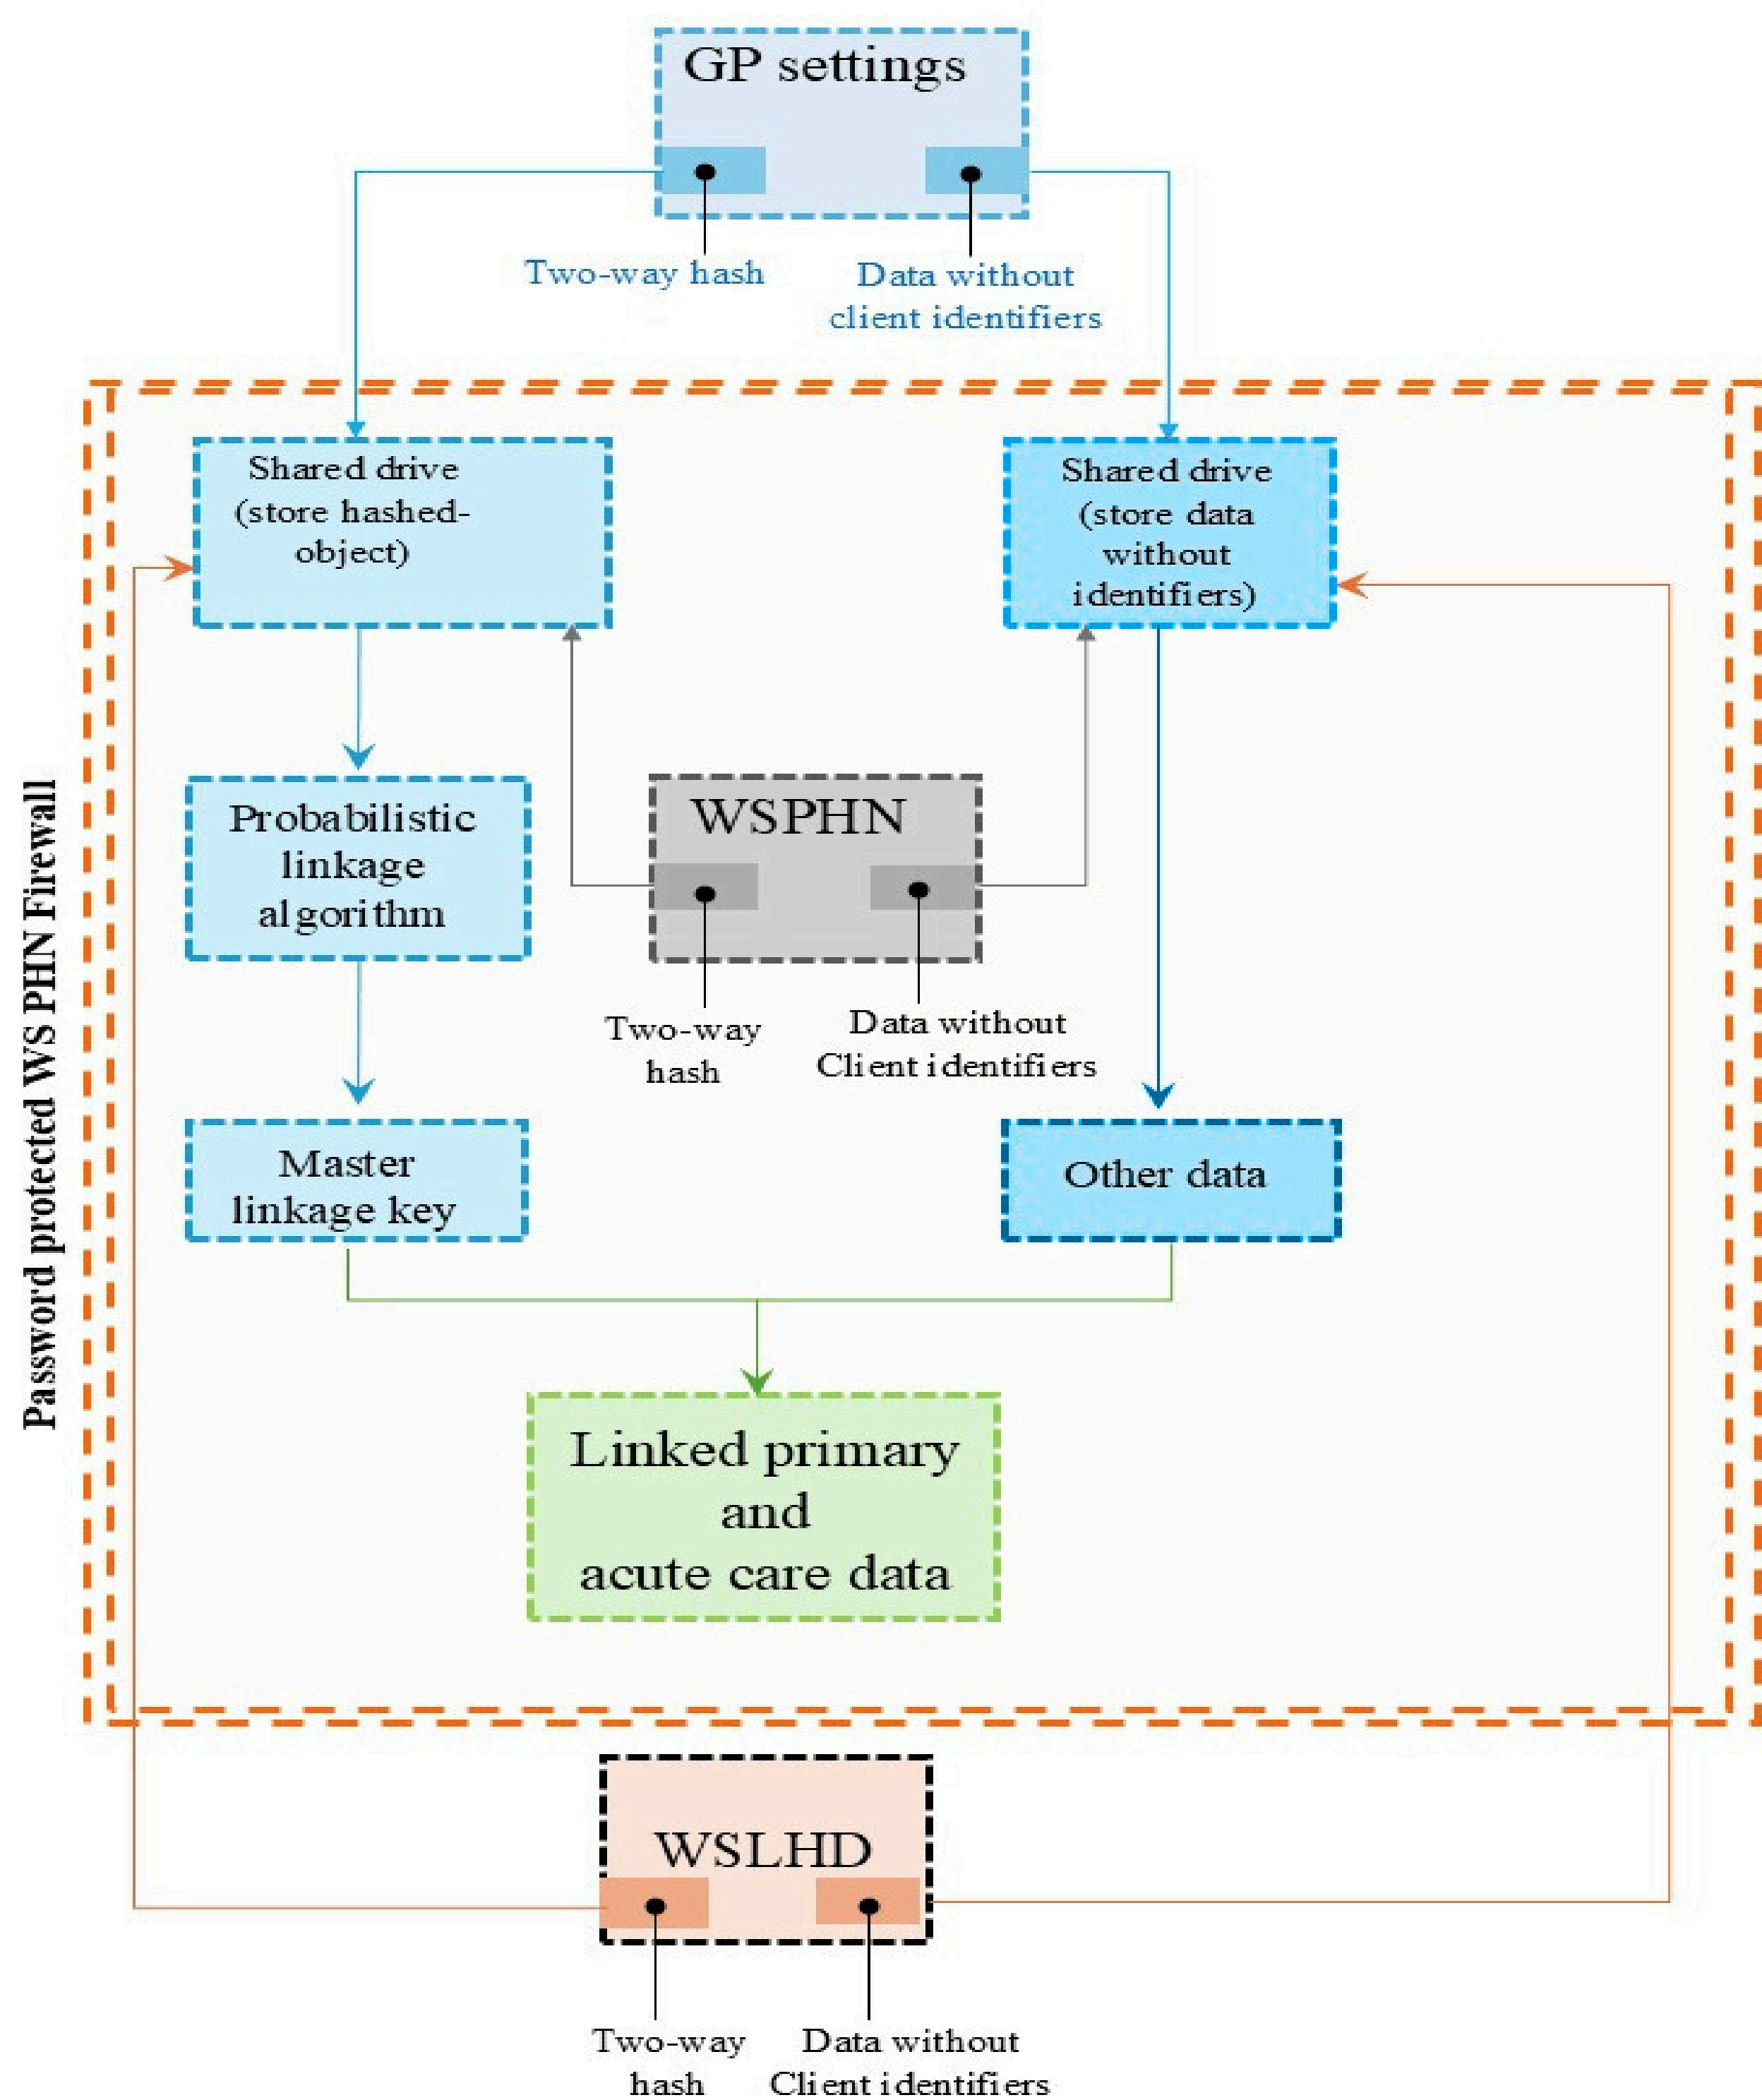 GP settings
Two-way hash
Data without
client identifiers
Password protected WS PHN Firewall
Shared drive
(store hashed-
object)
Shared drive
(store data
without
identifiers)
Probabilistic
linkage
algorithm
WSPHN
Two-way
hash
Data without
Client identifiers
Master
linkage key
Other data
Linked primary
and
acute care data
WSLHD
Two-way
hash
Data without
Client identifiers